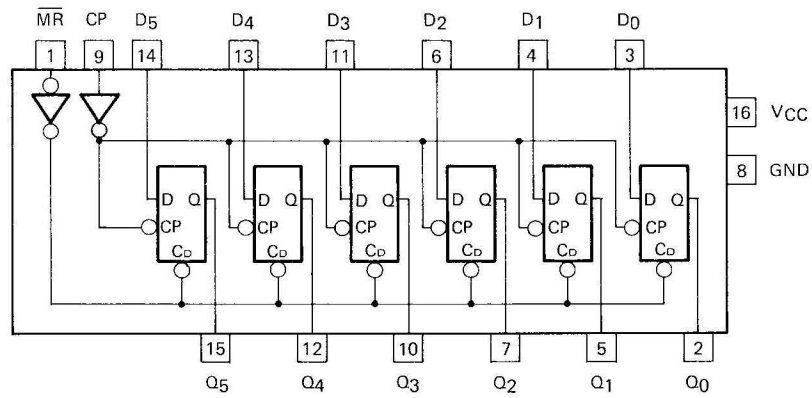 MR CP D5 D4 D3 D2 D1 D0
1 9 14 13 11 6 4 3
16 VCC
8 GND
D Q D Q D Q D Q D Q D Q
CP CP CP CP CP CP
CD CD CD CD CD CD
15 12 10 7 5 2
Q5 Q4 Q3 Q2 Q1 Q0